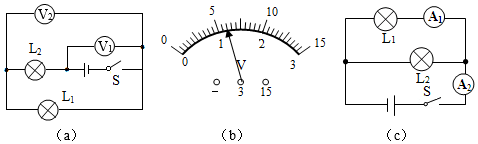 V₂
V₁
L₂
S
L₁
(a)
0 5 10 15
0 1 2 3
V
– 3 15
(b)
L₁
A₁
L₂
A₂
S
(c)